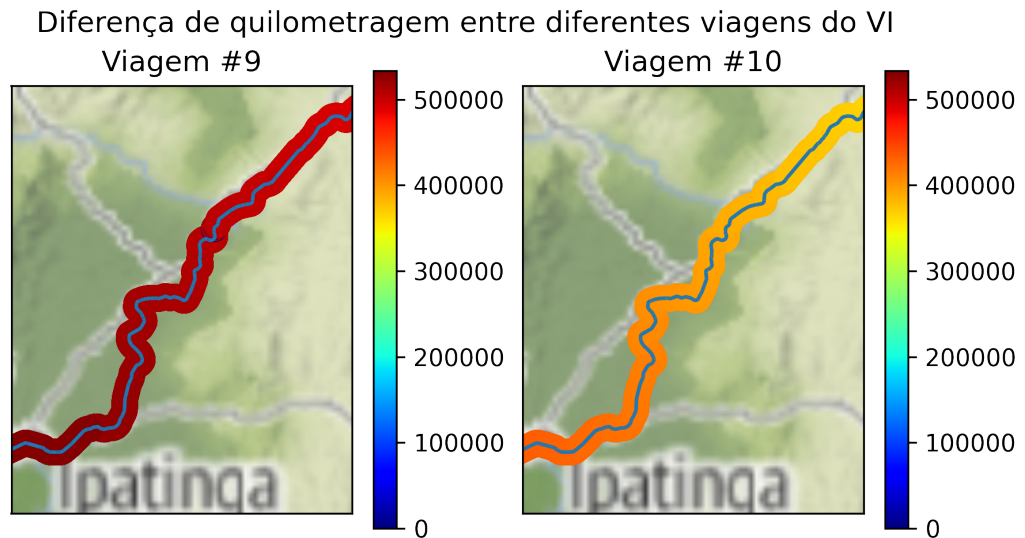 Diferença de quilometragem entre diferentes viagens do VI
Viagem #9
500000
400000
300000
200000
100000
0
Ipatinga
Viagem #10
500000
400000
300000
200000
100000
0
Ipatinga